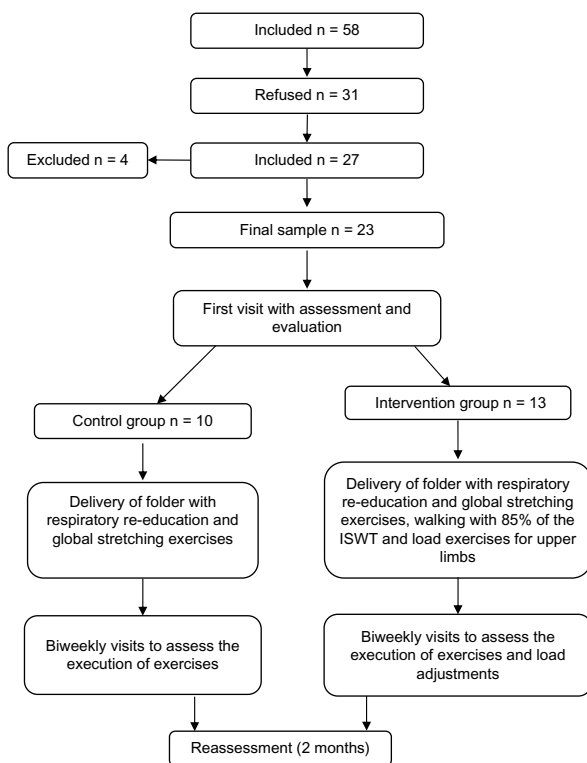 Included n = 58
Refused n = 31
Excluded n = 4
Included n = 27
Final sample n = 23
First visit with assessment and
evaluation
Control group n = 10
Intervention group n = 13
Delivery of folder with
respiratory re-education and
global stretching exercises
Delivery of folder with respiratory
re-education and global stretching
exercises, walking with 85% of the
ISWT and load exercises for upper
limbs
Biweekly visits to assess the
execution of exercises
Biweekly visits to assess the
execution of exercises and load
adjustments
Reassessment (2 months)